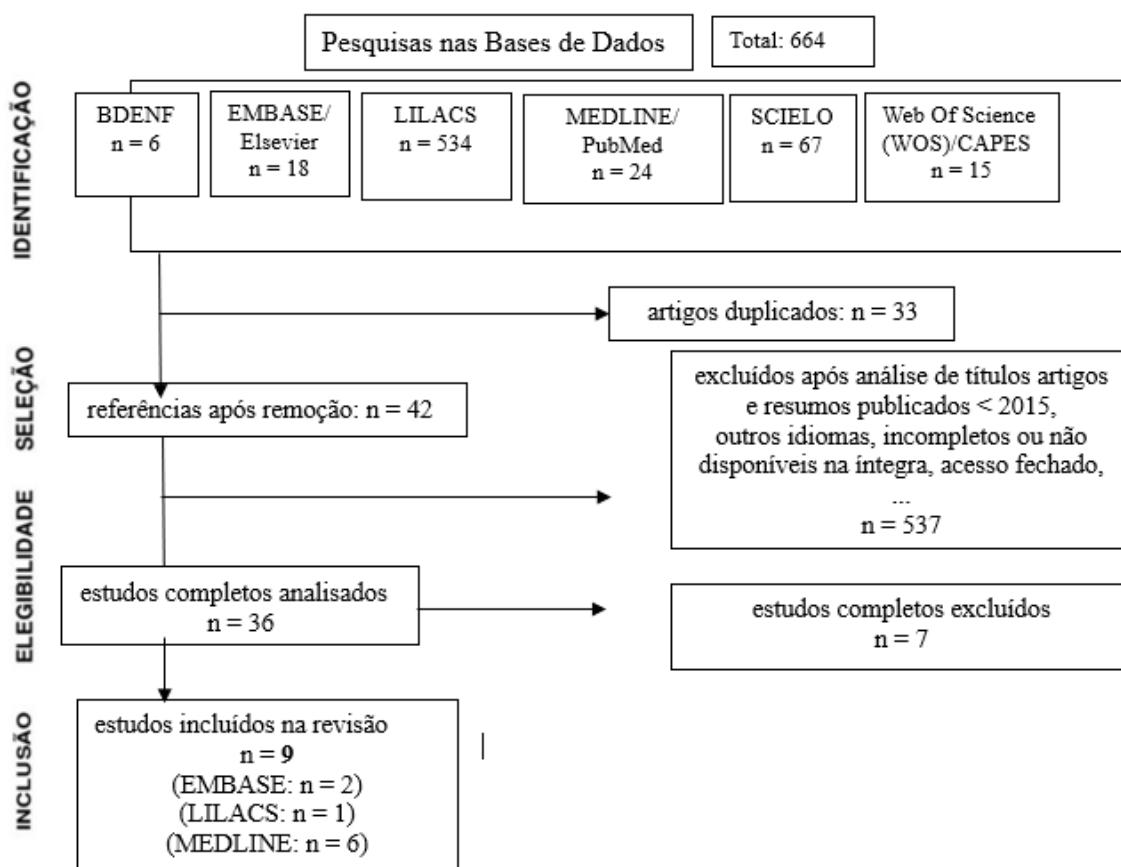 Pesquisas nas Bases de Dados
Total: 664
IDENTIFICAÇÃO
BDENF
n = 6
EMBASE/
Elsevier
n = 18
LILACS
n = 534
MEDLINE/
PubMed
n = 24
SCIELO
n = 67
Web Of Science
(WOS)/CAPES
n = 15
artigos duplicados: n = 33
SELEÇÃO
referências após remoção: n = 42
excluídos após análise de títulos artigos
e resumos publicados < 2015,
outros idiomas, incompletos ou não
disponíveis na íntegra, acesso fechado,
...
n = 537
ELEGIBILIDADE
estudos completos analisados
n = 36
estudos completos excluídos
n = 7
INCLUSÃO
estudos incluídos na revisão
n = 9
(EMBASE: n = 2)
(LILACS: n = 1)
(MEDLINE: n = 6)